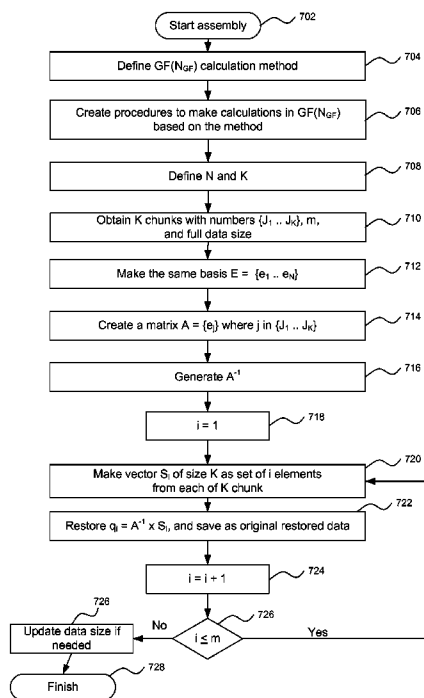 Start assembly
702
Define GF(N_GF) calculation method
704
Create procedures to make calculations in GF(N_GF)
based on the method
706
Define N and K
708
Obtain K chunks with numbers {J₁ .. J_K}, m,
and full data size
710
Make the same basis E = {e₁ .. e_N}
712
Create a matrix A = {e_j} where j in {J₁ .. J_K}
714
Generate A⁻¹
716
i = 1
718
Make vector S_i of size K as set of i elements
from each of K chunk
720
722
Restore q_i = A⁻¹ x S_i, and save as original restored data
i = i + 1
724
726
726
No
i ≤ m
Yes
Update data size if
needed
728
Finish